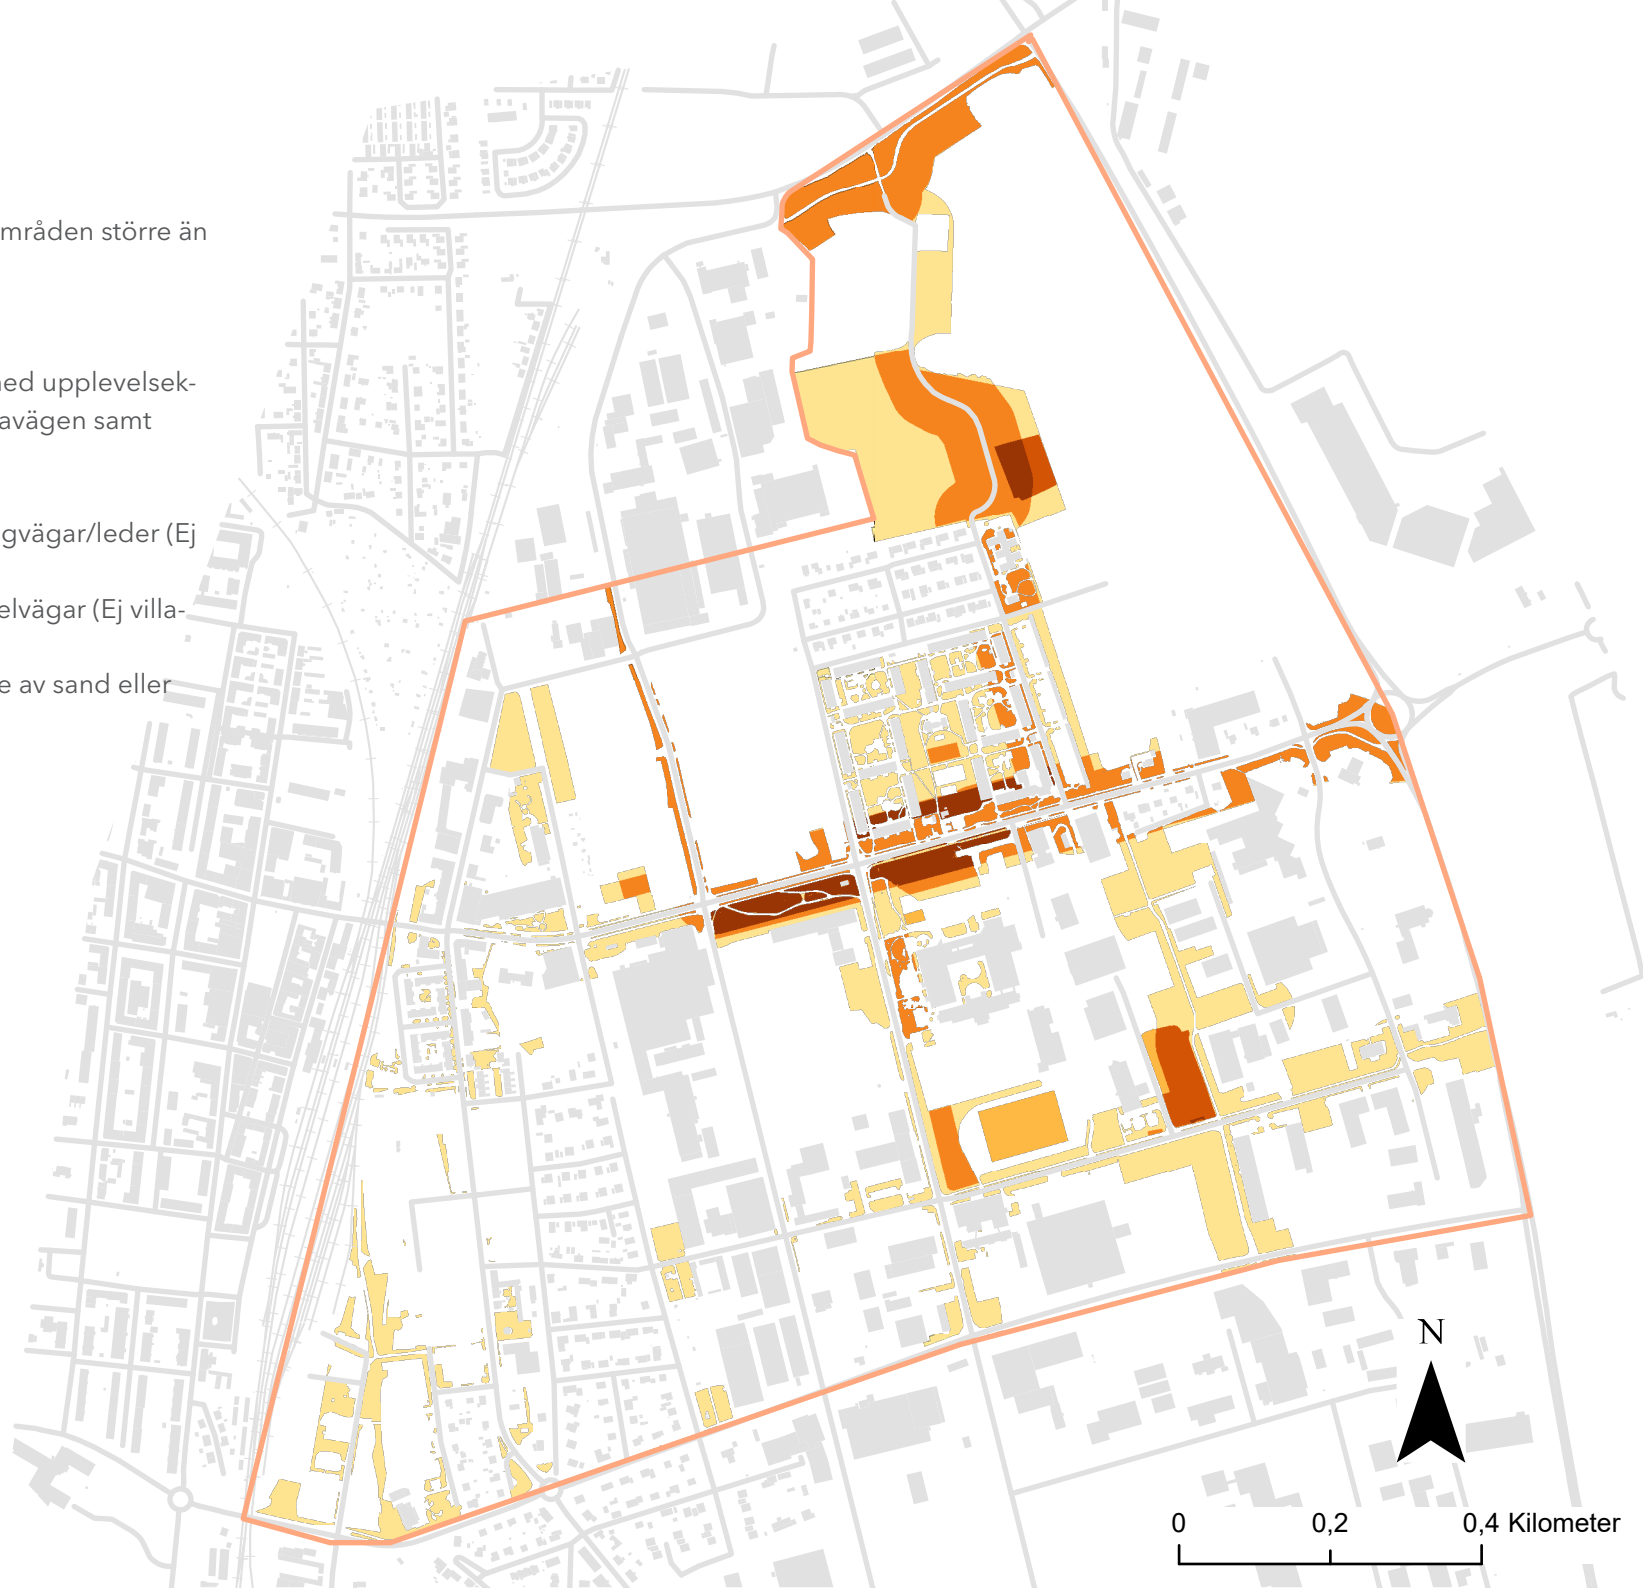 mråden större än
ned upplevelsek-
avägen samt
gvägar/leder (Ej
elvägar (Ej villa-
e av sand eller
N
0 0,2 0,4 Kilometer